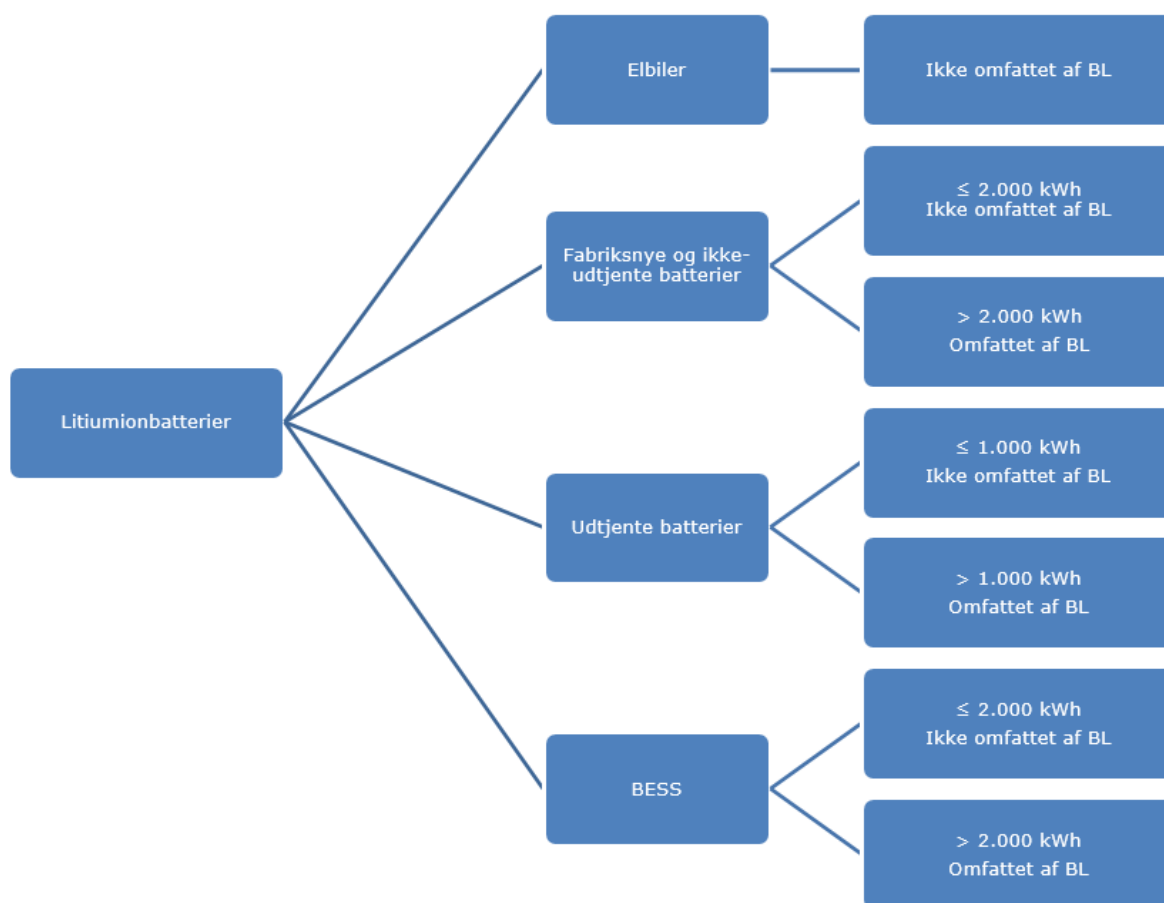 Elbiler
Ikke omfattet af BL
≤ 2.000 kWh
Ikke omfattet af BL
Fabriksnye og ikke-
udtjente batterier
> 2.000 kWh
Omfattet af BL
Litiumionbatterier
≤ 1.000 kWh
Ikke omfattet af BL
Udtjente batterier
> 1.000 kWh
Omfattet af BL
≤ 2.000 kWh
Ikke omfattet af BL
BESS
> 2.000 kWh
Omfattet af BL